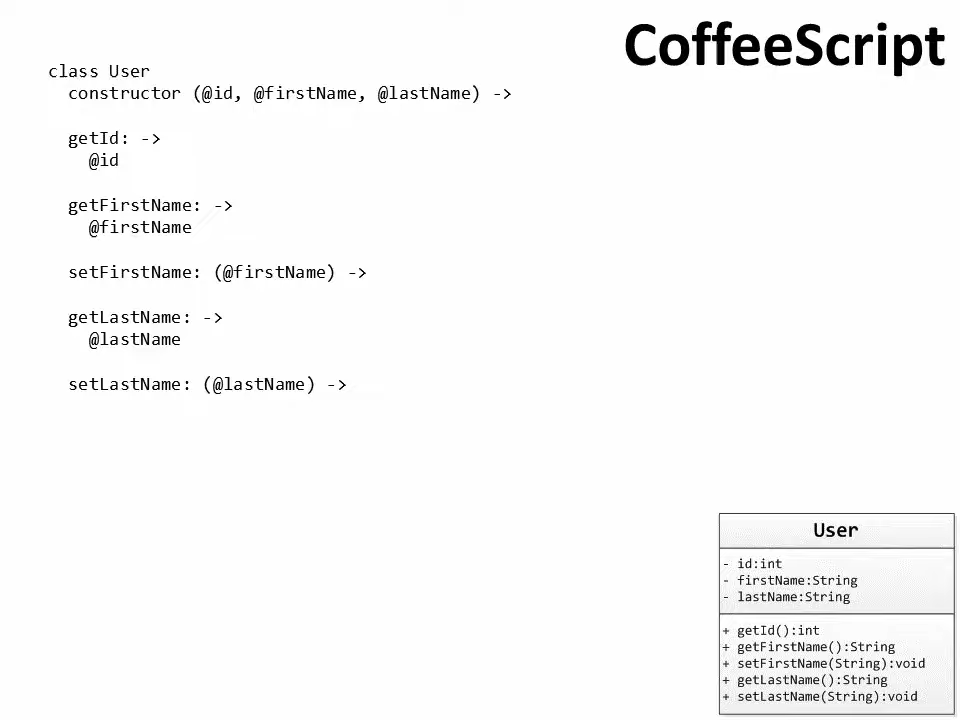 CoffeeScript
class User
constructor (@id, @firstName, @lastName) ->
getId: ->
@id
getFirstName: ->
@firstName
setFirstName: (@firstName) ->
getLastName: ->
@lastName
setLastName: (@lastName) ->
User
- id:int
- firstName:String
- lastName:String
+ getId():int
+ getFirstName():String
+ setFirstName(String):void
+ getLastName():String
+ setLastName(String):void